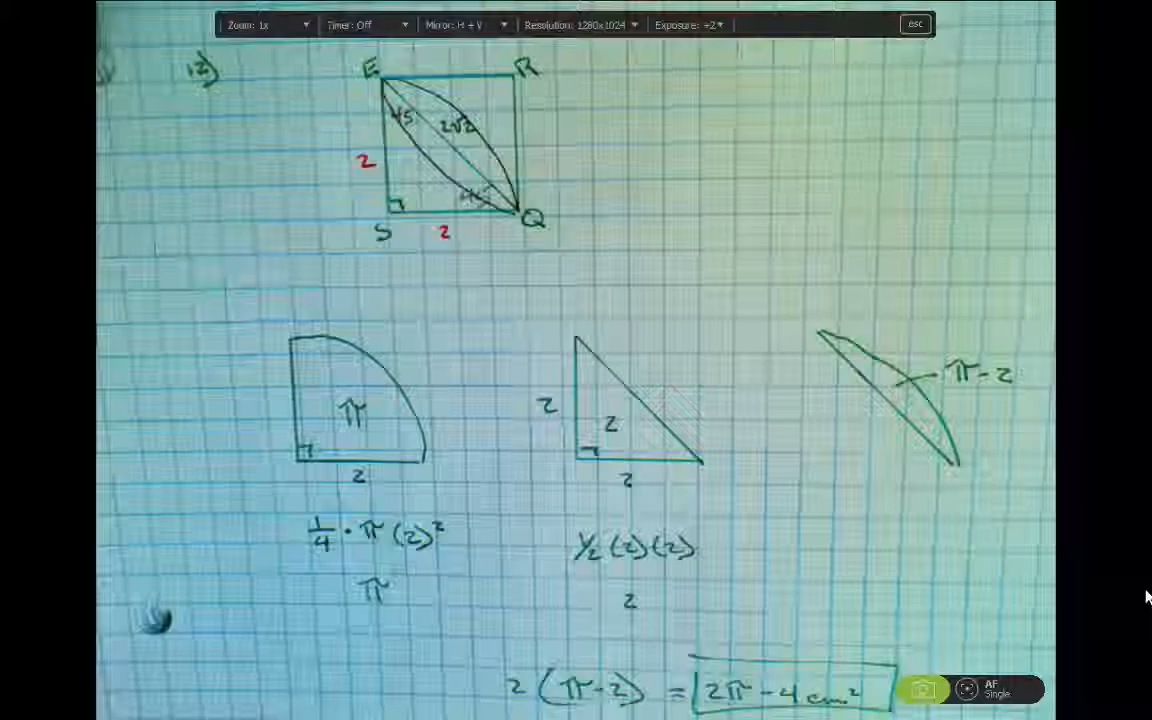 Zoom: 1x Timer: Off Mirror: H + V Resolution: 1280x1024 Exposure: +2 esc
12)
E R
45 2√2
2
45
S 2 Q
π 2 2 π-2
2 2
1/4 · π (2)² 1/2 (2)(2)
π 2
2 (π-2) = 2π - 4 cm²
AF
Single